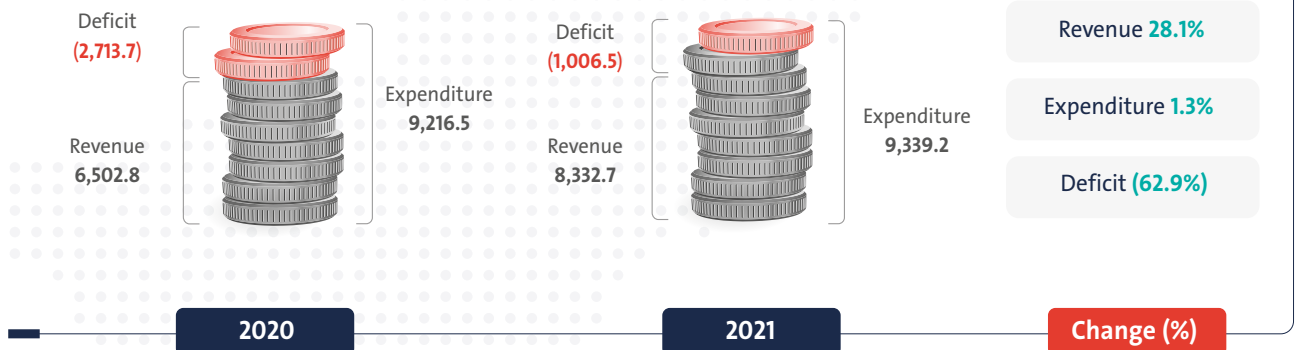 Deficit
(2,713.7)
Revenue
6,502.8
Expenditure
9,216.5
Deficit
(1,006.5)
Revenue
8,332.7
Expenditure
9,339.2
Revenue 28.1%
Expenditure 1.3%
Deficit (62.9%)
2020
2021
Change (%)